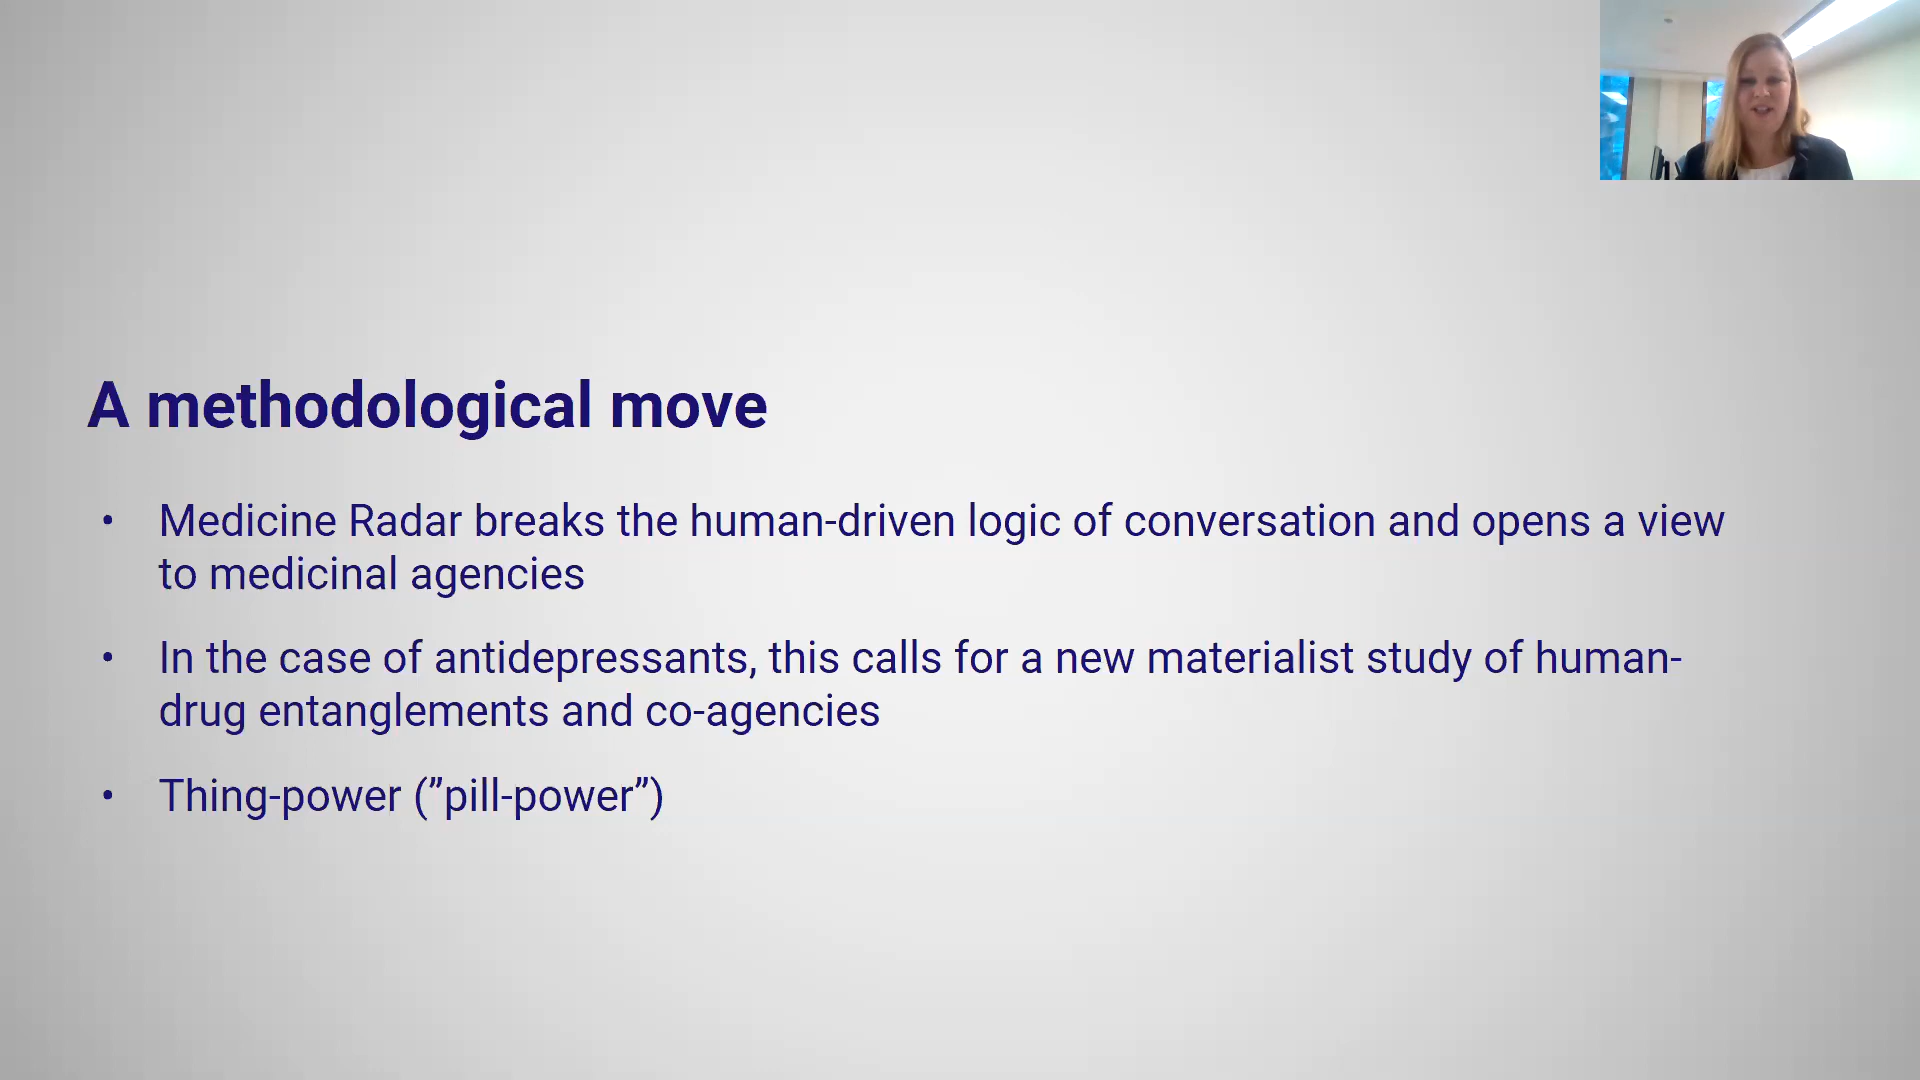 A methodological move
• Medicine Radar breaks the human-driven logic of conversation and opens a view
to medicinal agencies
• In the case of antidepressants, this calls for a new materialist study of human-
drug entanglements and co-agencies
• Thing-power (”pill-power”)